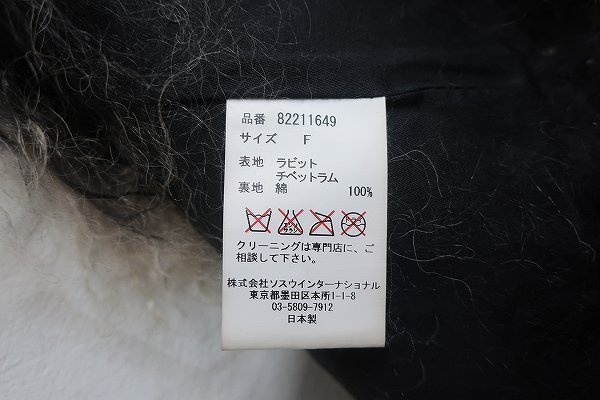 品番 82211649
サイズ F
表地 ラビット
チベットラム
裏地 綿 100%
クリーニングは専門店に、ご
相談して下さい。
株式会社ソスウインターナショナル
東京都墨田区本所1-1-8
03-5809-7912
日本製